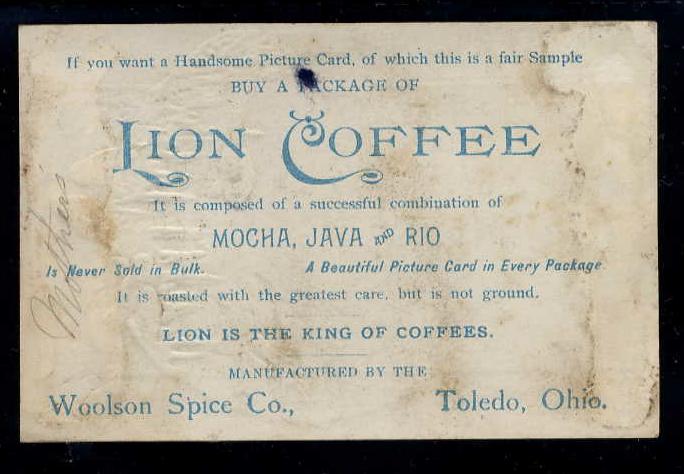 If you want a Handsome Picture Card, of which this is a fair Sample
BUY A PACKAGE OF
LION COFFEE
It is composed of a successful combination of
MOCHA, JAVA AND RIO
Is Never Sold in Bulk. A Beautiful Picture Card in Every Package
It is roasted with the greatest care, but is not ground.
LION IS THE KING OF COFFEES.
MANUFACTURED BY THE
Woolson Spice Co., Toledo, Ohio.
Mothers